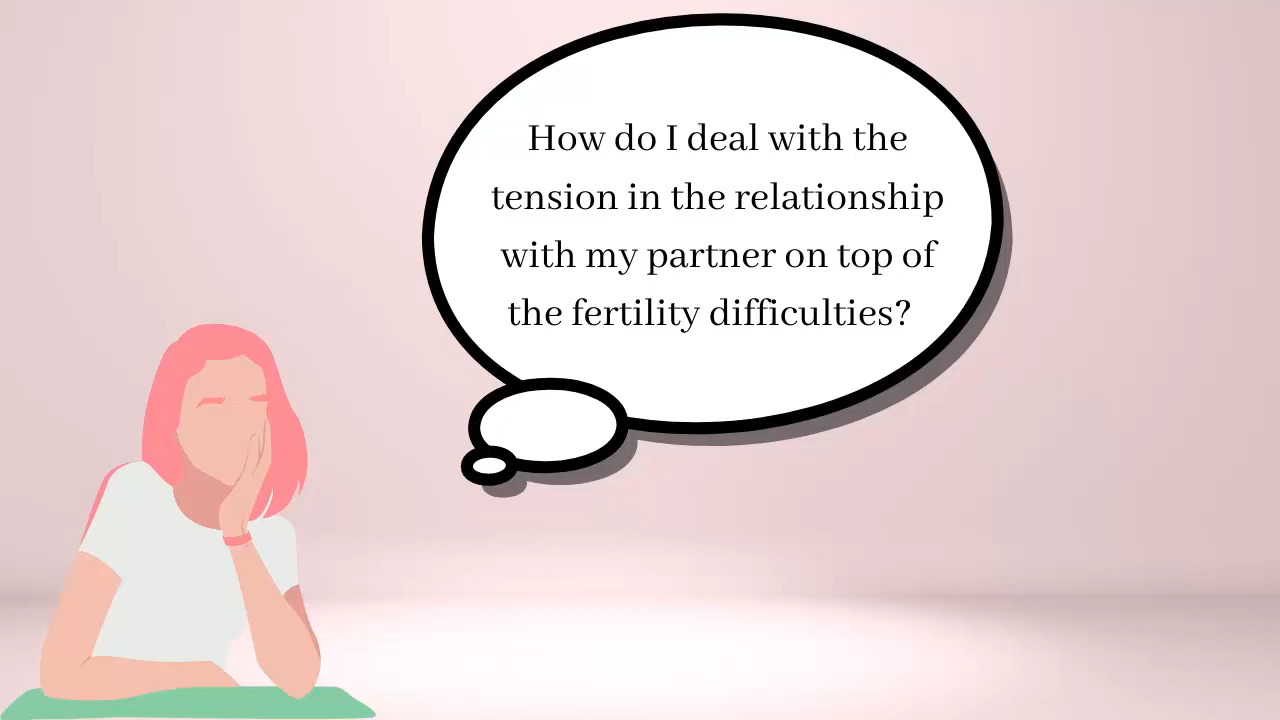 How do I deal with the
tension in the relationship
with my partner on top of
the fertility difficulties?